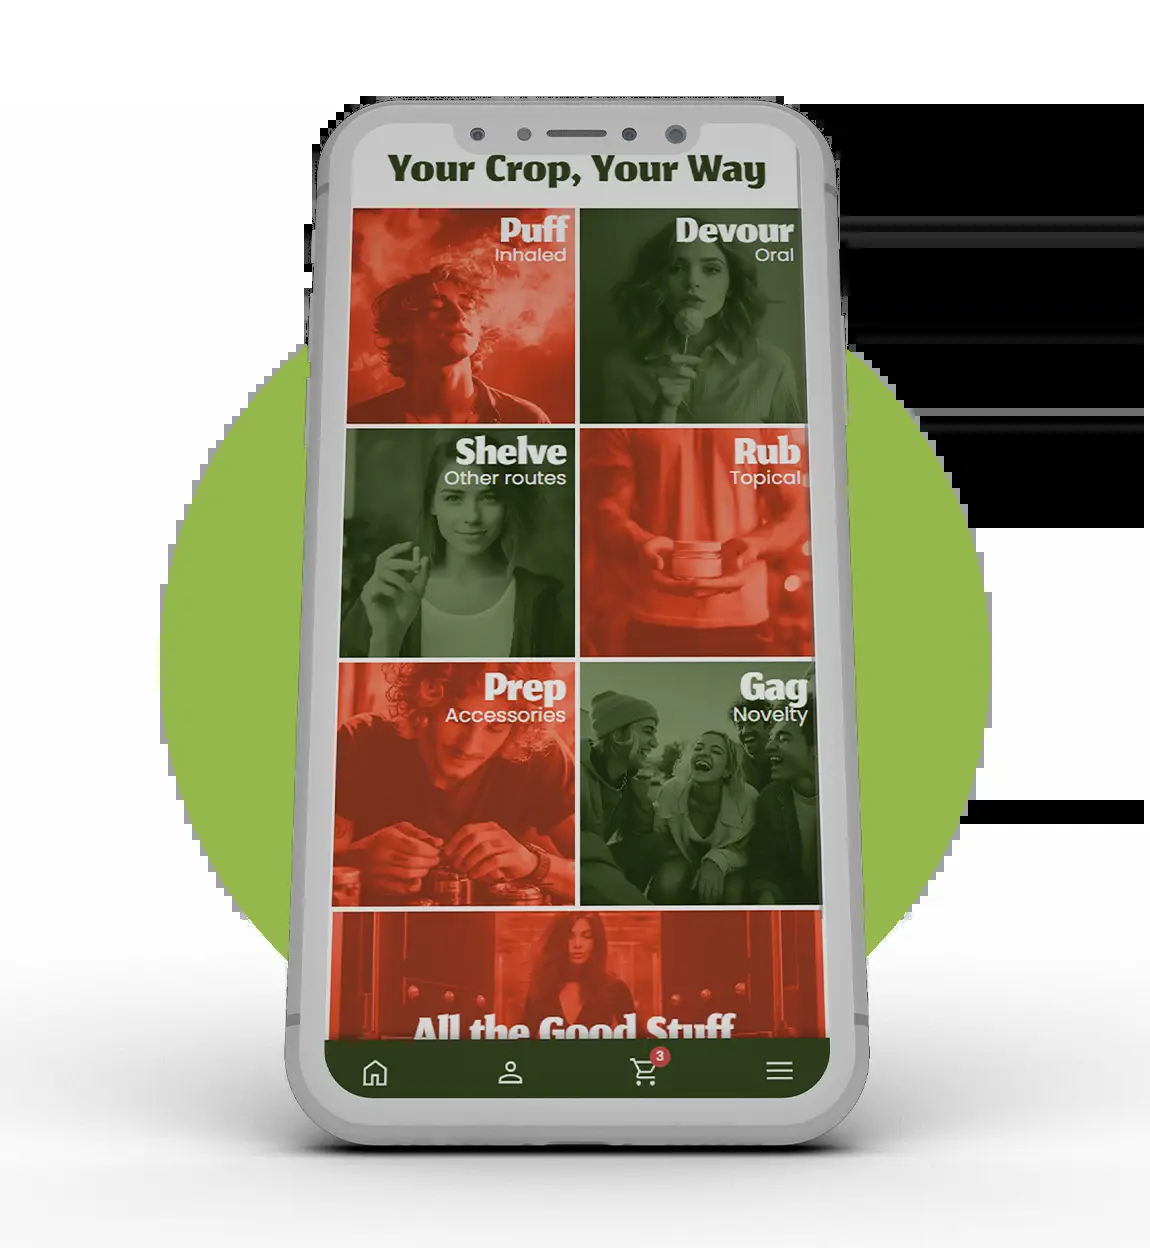 Your Crop, Your Way
Puff
Inhaled
Devour
Oral
Shelve
Other routes
Rub
Topical
Prep
Accessories
Gag
Novelty
All the Good Stuff
3